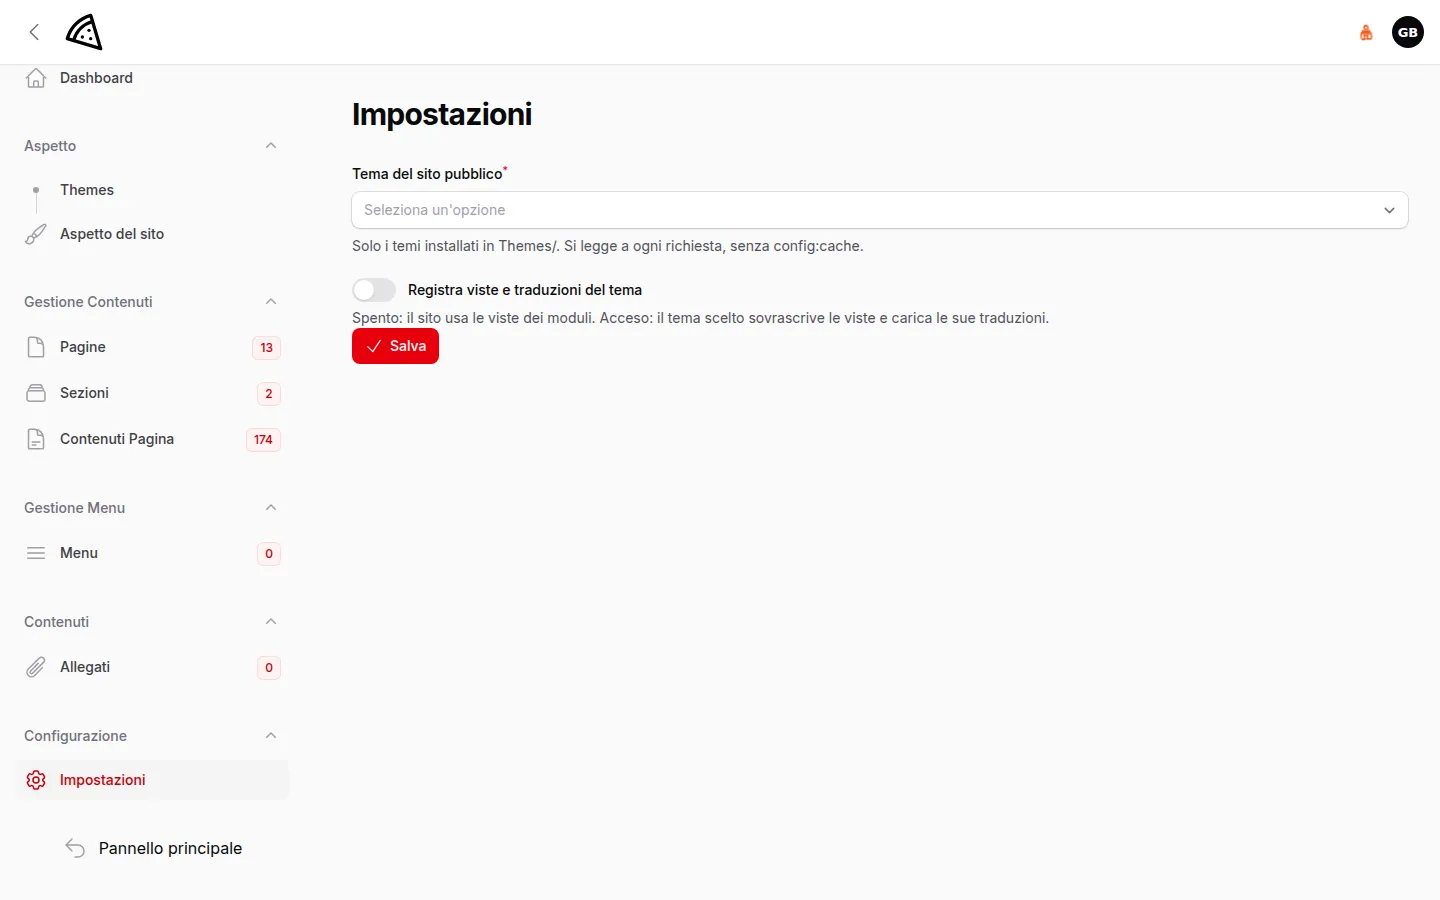 GB
Dashboard
Aspetto
Themes
Aspetto del sito
Gestione Contenuti
Pagine 13
Sezioni 2
Contenuti Pagina 174
Gestione Menu
Menu 0
Contenuti
Allegati 0
Configurazione
Impostazioni
Pannello principale
Impostazioni
Tema del sito pubblico*
Seleziona un'opzione
Solo i temi installati in Themes/. Si legge a ogni richiesta, senza config:cache.
Registra viste e traduzioni del tema
Spento: il sito usa le viste dei moduli. Acceso: il tema scelto sovrascrive le viste e carica le sue traduzioni.
Salva